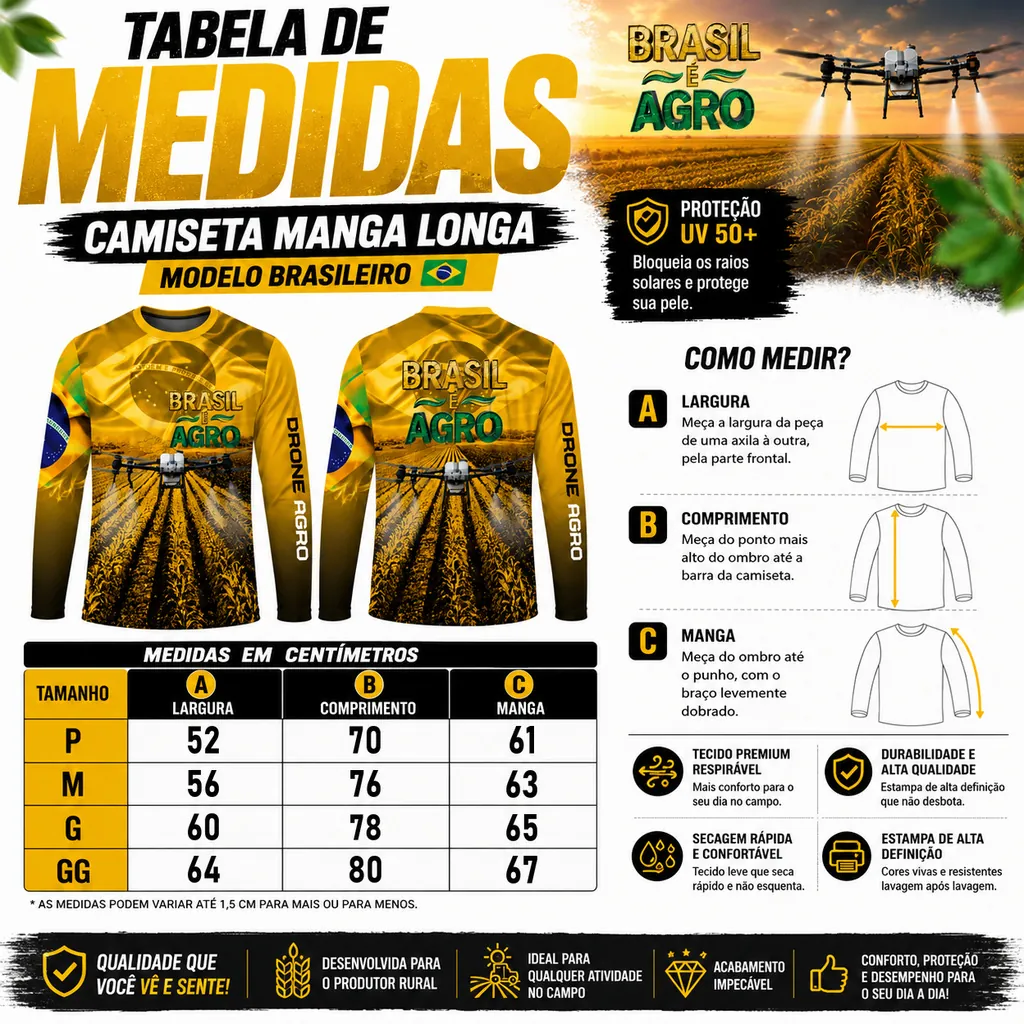 TABELA DE
MEDIDAS
CAMISETA MANGA LONGA
MODELO BRASILEIRO
BRASIL
É
AGRO
PROTEÇÃO
UV 50+
Bloqueia os raios
solares e protege
sua pele.
BRASIL
É
AGRO
DRONE AGRO
BRASIL
É
AGRO
DRONE AGRO
COMO MEDIR?
A
LARGURA
Meça a largura da peça
de uma axila à outra,
pela parte frontal.
B
COMPRIMENTO
Meça do ponto mais
alto do ombro até a
barra da camiseta.
C
MANGA
Meça do ombro até
o punho, com o
braço levemente
dobrado.
MEDIDAS EM CENTÍMETROS
TAMANHO A LARGURA B COMPRIMENTO C MANGA
P 52 70 61
M 56 76 63
G 60 78 65
GG 64 80 67
* AS MEDIDAS PODEM VARIAR ATÉ 1,5 CM PARA MAIS OU PARA MENOS.
TECIDO PREMIUM
RESPIRÁVEL
Mais conforto para o
seu dia no campo.
DURABILIDADE E
ALTA QUALIDADE
Estampa de alta definição
que não desbota.
SECAGEM RÁPIDA
E CONFORTÁVEL
Tecido leve que seca
rápido e não esquenta.
ESTAMPA DE ALTA
DEFINIÇÃO
Cores vivas e resistentes
lavagem após lavagem.
QUALIDADE QUE
VOCÊ VÊ E SENTE!
DESENVOLVIDA PARA
O PRODUTOR RURAL
IDEAL PARA
QUALQUER ATIVIDADE
NO CAMPO
ACABAMENTO
IMPECÁVEL
CONFORTO, PROTEÇÃO
E DESEMPENHO PARA
O SEU DIA A DIA!